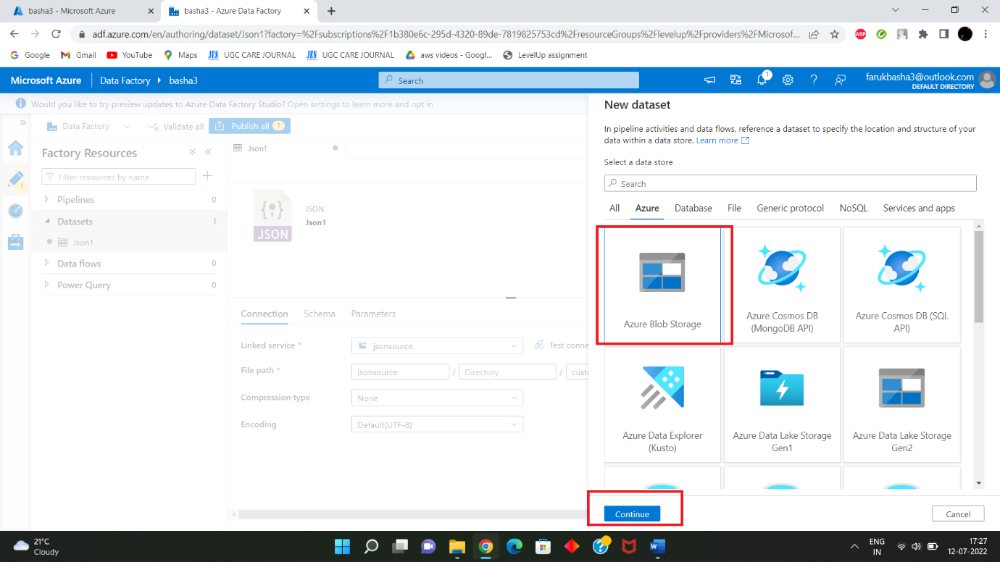 basha3 - Microsoft Azure
basha3 - Azure Data Factory
adf.azure.com/en/authoring/dataset/Json1?factory=%2Fsubscriptions%2F1b380e6c-295d-4320-89de-7819825753cd%2FresourceGroups%2Flevelup%2Fproviders%2FMicrosof...
ABP
Google
Gmail
YouTube
Maps
JES UGC CARE JOURNAL
JES UGC CARE JOURNAL
aws videos - Googl...
LevelUp assignment
Microsoft Azure
Data Factory
basha3
Search
1
farukbasha3@outlook.com
DEFAULT DIRECTORY
Would you like to try preview updates to Azure Data Factory Studio? Open settings to learn more and opt in
Data Factory
Validate all
Publish all 1
Factory Resources
Filter resources by name
1
Pipelines 0
Datasets 1
Json1
Data flows 0
Power Query 0
Json1
JSON
JSON
Json1
Connection
Schema
Parameters
Linked service *
jsonsource
Test conne
File path *
jsonsource / Directory / custo
Compression type
None
Encoding
Default(UTF-8)
New dataset
In pipeline activities and data flows, reference a dataset to specify the location and structure of your
data within a data store. Learn more
Select a data store
Search
All
Azure
Database
File
Generic protocol
NoSQL
Services and apps
Azure Blob Storage
Azure Cosmos DB
(MongoDB API)
Azure Cosmos DB (SQL
API)
Azure Data Explorer
(Kusto)
Azure Data Lake Storage
Gen1
Azure Data Lake Storage
Gen2
Continue
Cancel
21°C
Cloudy
ENG
IN
17:27
12-07-2022